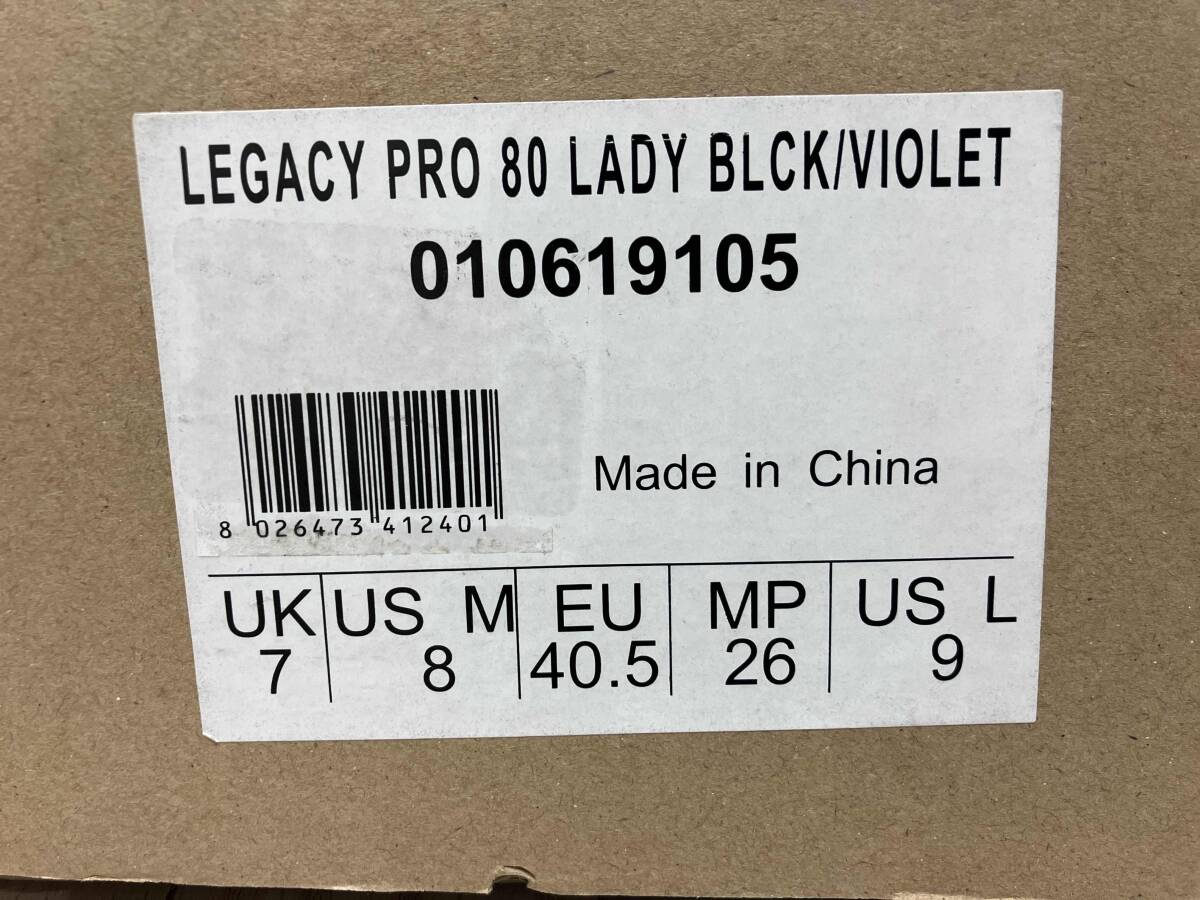 LEGACY PRO 80 LADY BLCK/VIOLET
010619105
Made in China
8 026473 412401
UK US M EU MP US L
7 8 40.5 26 9